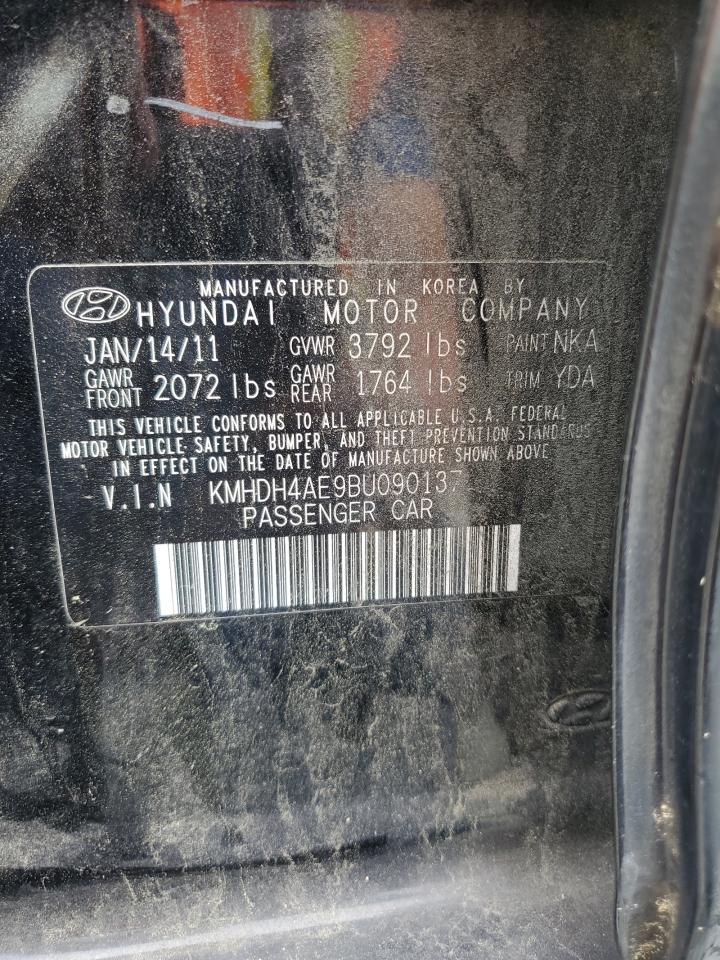 MANUFACTURED IN KOREA BY
HYUNDAI MOTOR COMPANY
JAN/14/11 GVWR 3792 lbs PAINT NKA
GAWR FRONT 2072 lbs GAWR REAR 1764 lbs TRIM YDA
THIS VEHICLE CONFORMS TO ALL APPLICABLE U.S.A. FEDERAL
MOTOR VEHICLE SAFETY, BUMPER, AND THEFT PREVENTION STANDARDS
IN EFFECT ON THE DATE OF MANUFACTURE SHOWN ABOVE
V.I.N KMHDH4AE9BU090137
PASSENGER CAR